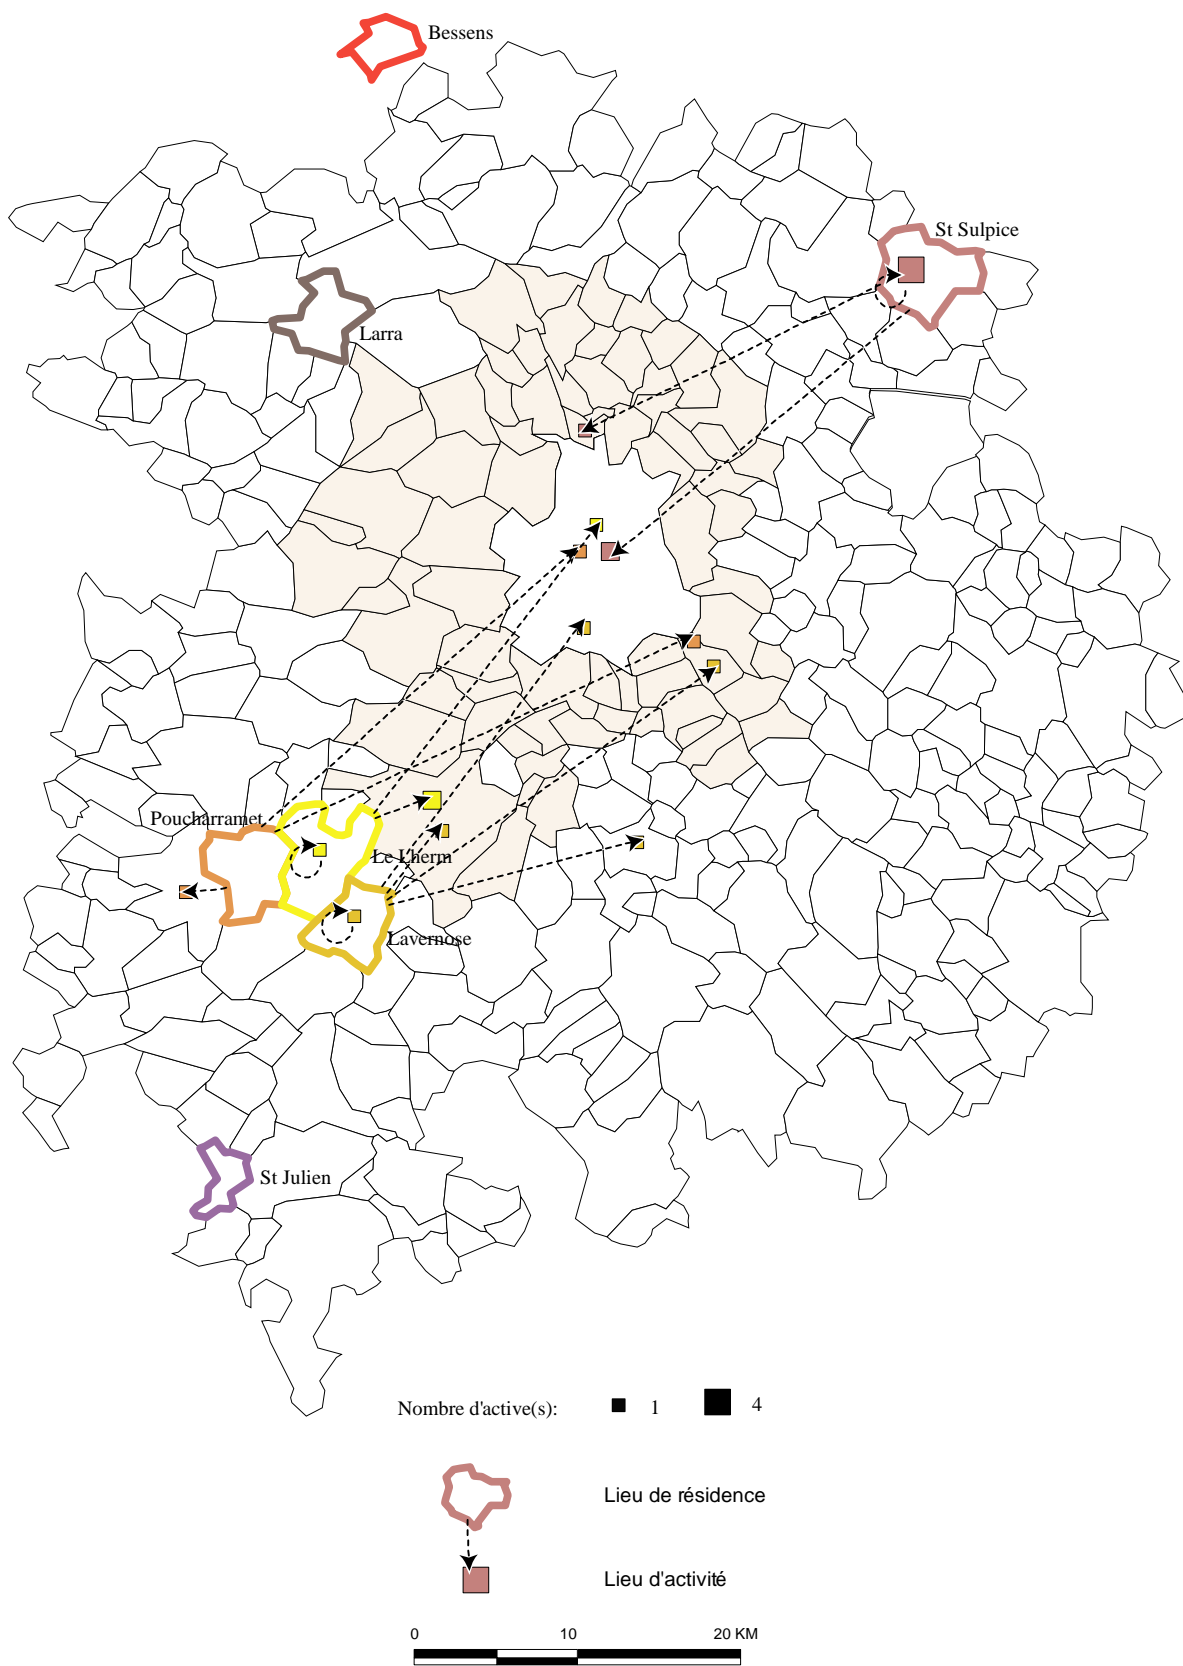 Bessens
St Sulpice
Larra
Poucharramet
Le Lherm
Lavernose
St Julien
Nombre d'active(s): 1 4
Lieu de résidence
Lieu d'activité
0 10 20 KM